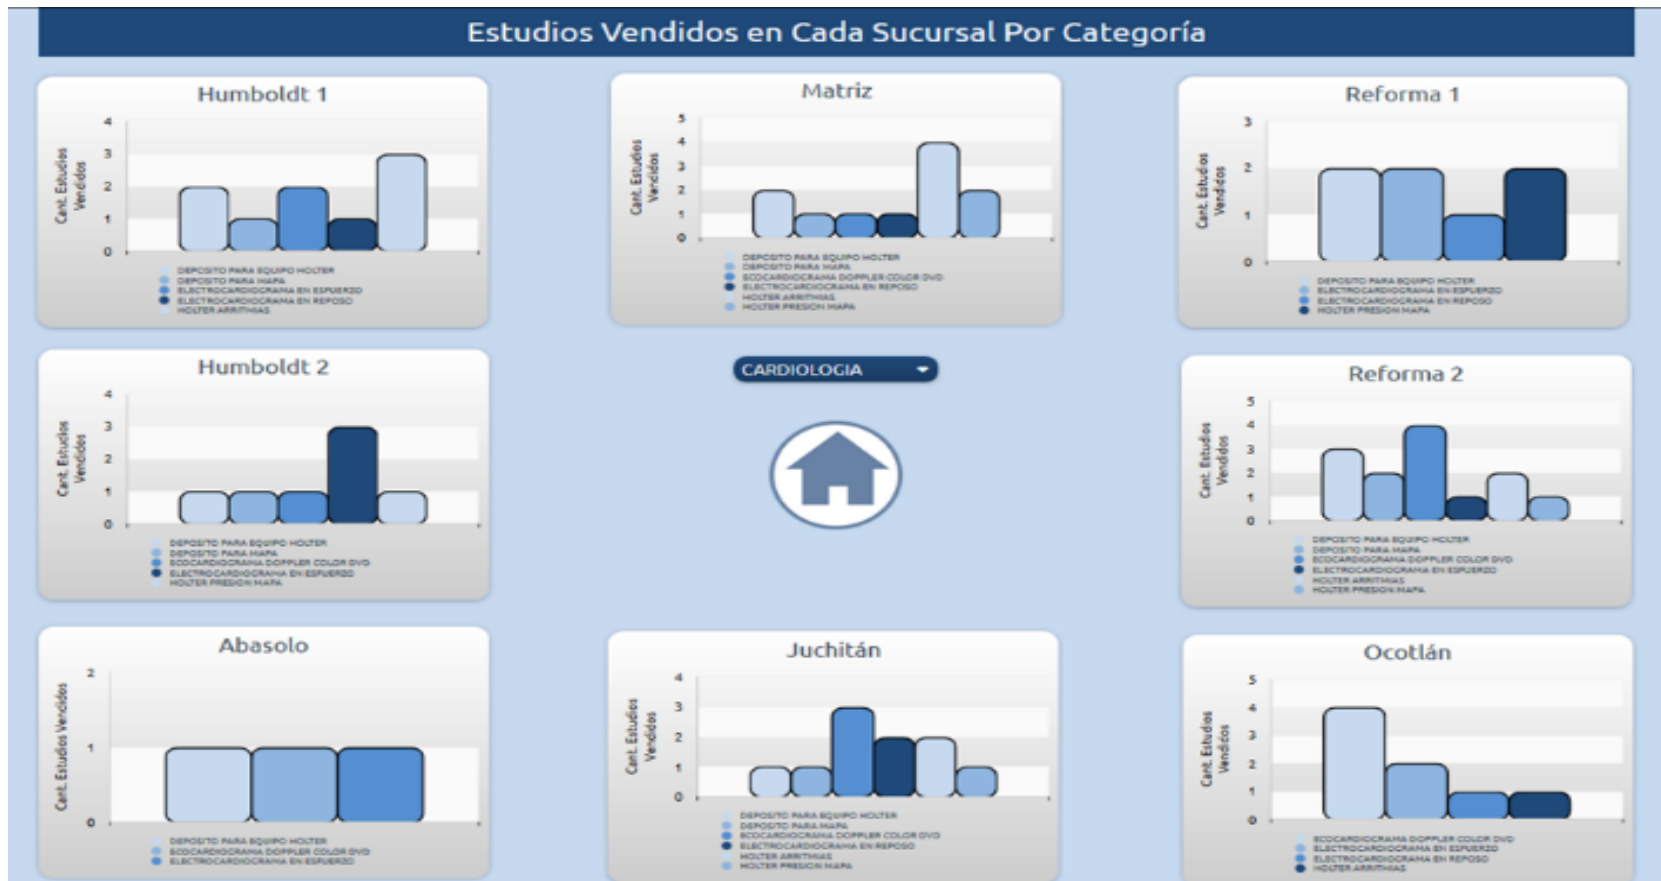 Estudios Vendidos en Cada Sucursal Por Categoría
Humboldt 1
Cant. Estudios
Vendidos
4
3
2
1
0
DEPOSITO PARA EQUIPO HOLTER
DEPOSITO PARA MAPA
ELECTROCARDIOGRAMA EN ESFUERZO
ELECTROCARDIOGRAMA EN REPOSO
HOLTER ARRITMIAS
Matriz
Cant. Estudios
Vendidos
5
4
3
2
1
0
DEPOSITO PARA EQUIPO HOLTER
DEPOSITO PARA MAPA
ECOCARDIOGRAMA DOPPLER COLOR DVD
ELECTROCARDIOGRAMA EN REPOSO
HOLTER ARRITMIAS
HOLTER PRESION MAPA
Reforma 1
Cant. Estudios
Vendidos
3
2
1
0
DEPOSITO PARA EQUIPO HOLTER
ELECTROCARDIOGRAMA EN ESFUERZO
ELECTROCARDIOGRAMA EN REPOSO
HOLTER PRESION MAPA
Humboldt 2
Cant. Estudios
Vendidos
4
3
2
1
0
DEPOSITO PARA EQUIPO HOLTER
DEPOSITO PARA MAPA
ECOCARDIOGRAMA DOPPLER COLOR DVD
ELECTROCARDIOGRAMA EN ESFUERZO
HOLTER PRESION MAPA
CARDIOLOGIA
Reforma 2
Cant. Estudios
Vendidos
5
4
3
2
1
0
DEPOSITO PARA EQUIPO HOLTER
DEPOSITO PARA MAPA
ECOCARDIOGRAMA DOPPLER COLOR DVD
ELECTROCARDIOGRAMA EN ESFUERZO
HOLTER ARRITMIAS
HOLTER PRESION MAPA
Abasolo
Cant. Estudios Vendidos
2
1
0
DEPOSITO PARA EQUIPO HOLTER
ECOCARDIOGRAMA DOPPLER COLOR DVD
ELECTROCARDIOGRAMA EN ESFUERZO
Juchitán
Cant. Estudios
Vendidos
4
3
2
1
0
DEPOSITO PARA EQUIPO HOLTER
DEPOSITO PARA MAPA
ECOCARDIOGRAMA DOPPLER COLOR DVD
ELECTROCARDIOGRAMA EN REPOSO
HOLTER ARRITMIAS
HOLTER PRESION MAPA
Ocotlán
Cant. Estudios
Vendidos
5
4
3
2
1
0
ECOCARDIOGRAMA DOPPLER COLOR DVD
ELECTROCARDIOGRAMA EN ESFUERZO
ELECTROCARDIOGRAMA EN REPOSO
HOLTER ARRITMIAS